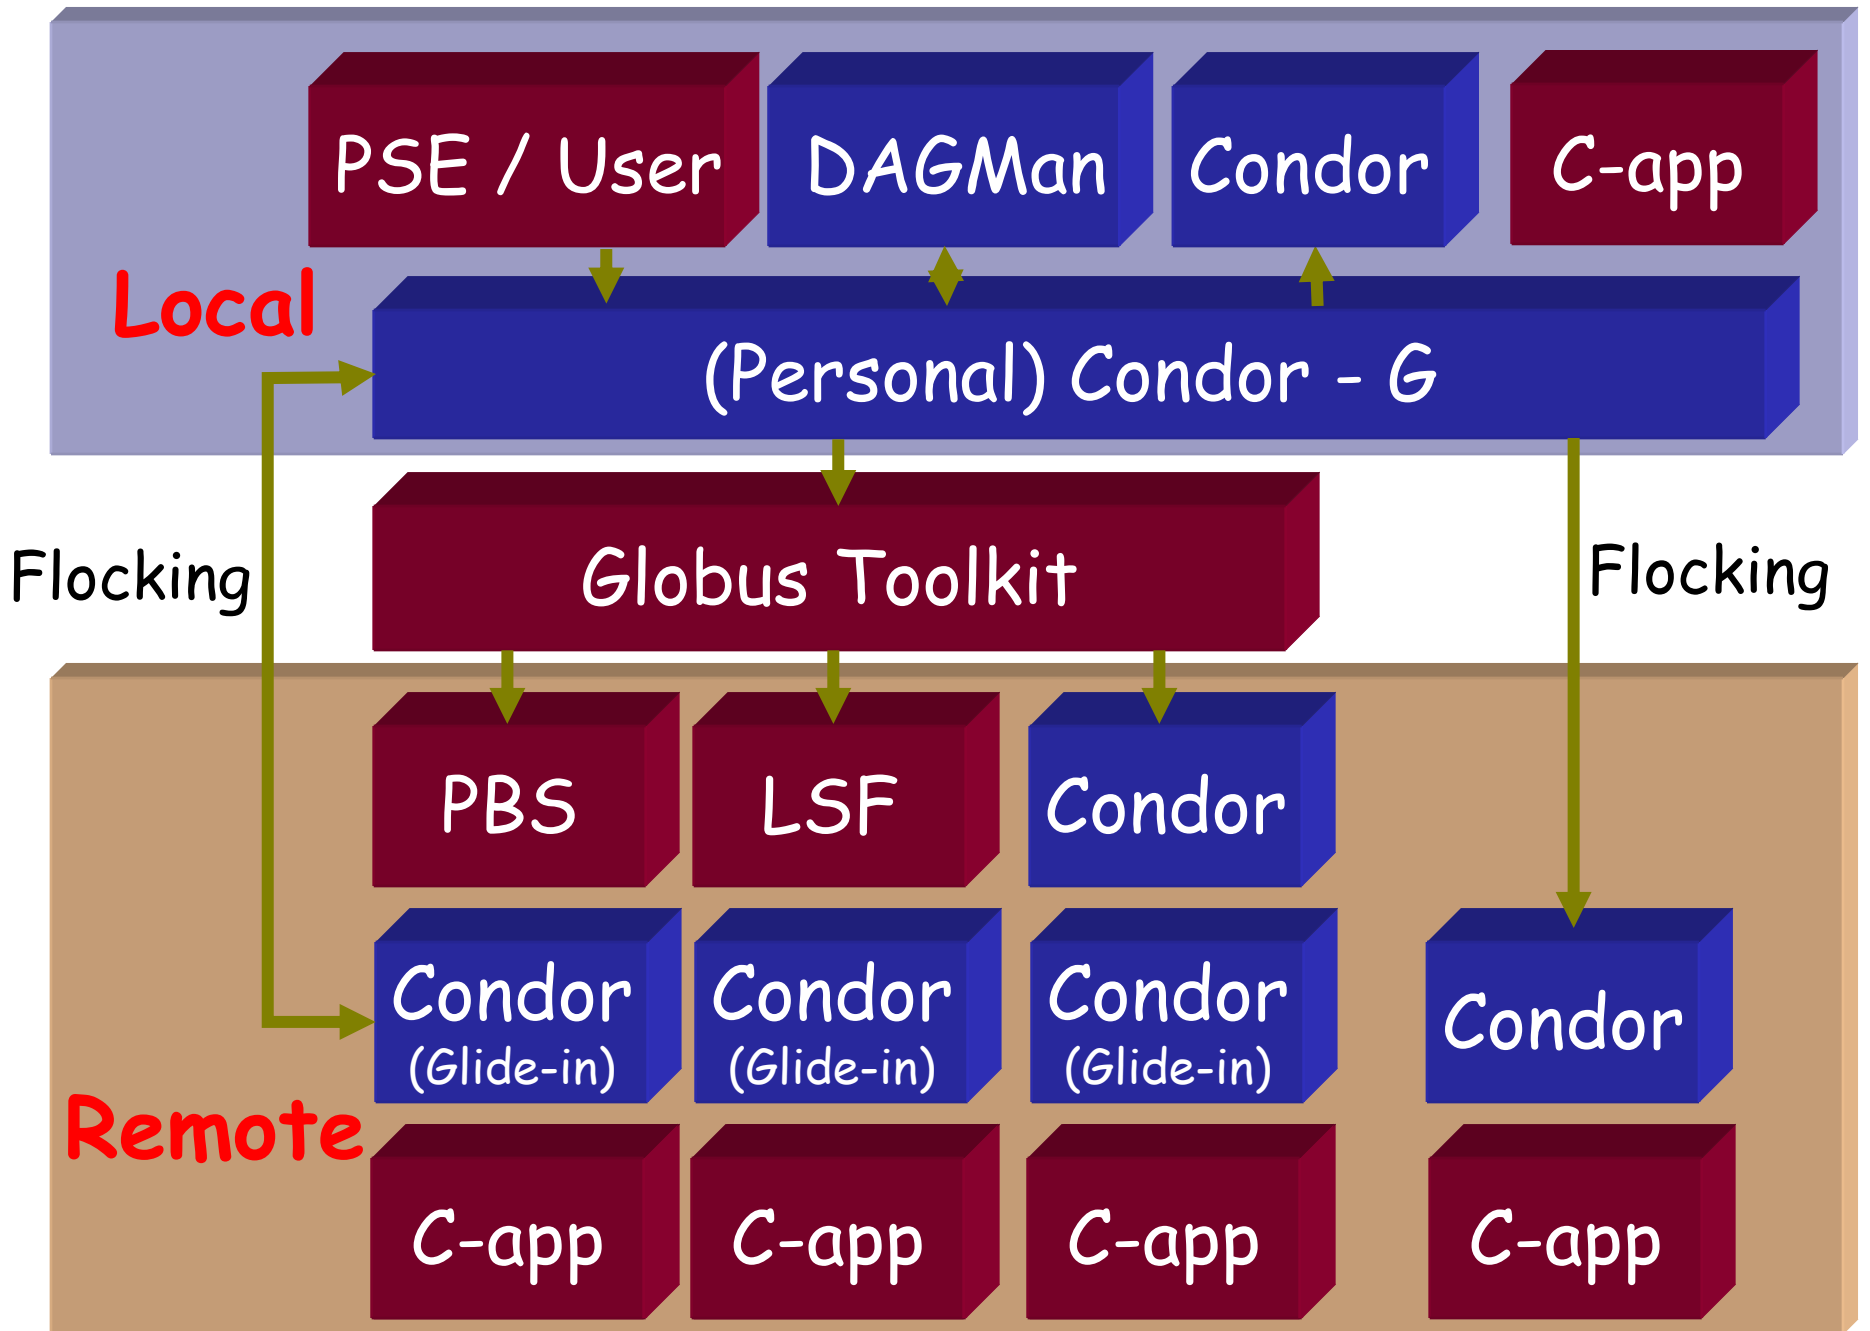 PSE / User
DAGMan
Condor
C-app
Local
(Personal) Condor - G
Flocking
Globus Toolkit
Flocking
PBS
LSF
Condor
Condor
(Glide-in)
Condor
(Glide-in)
Condor
(Glide-in)
Condor
Remote
C-app
C-app
C-app
C-app